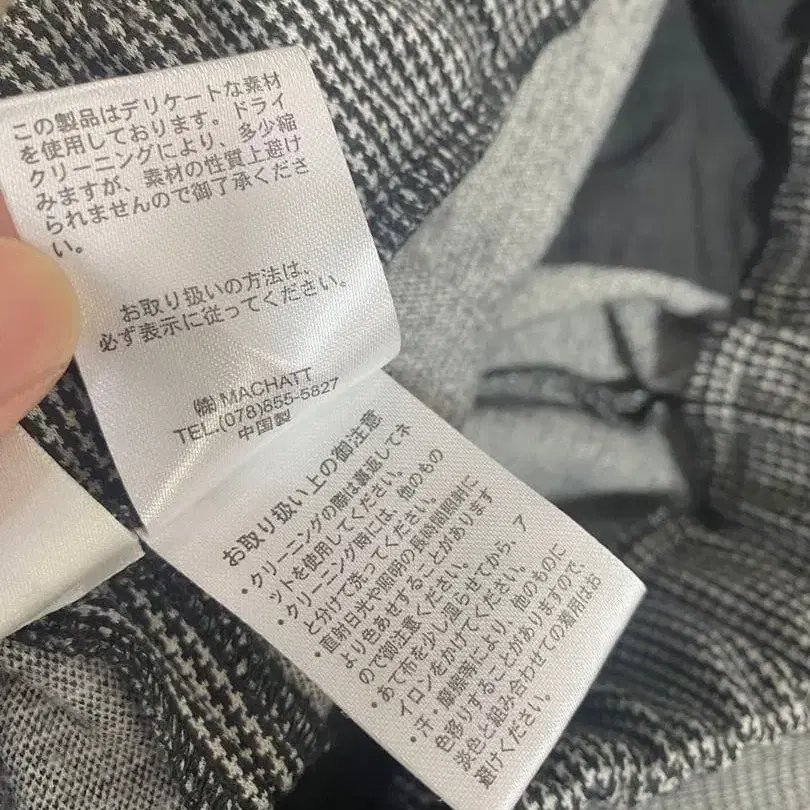 この製品はデリケートな素材
を使用しております。ドライ
クリーニングにより、多少縮
みますが、素材の性質上避け
られませんので御了承くださ
い。
お取り扱いの方法は、
必ず表示に従ってください。
㈱ MACHATT
TEL.(078)855-5827
中国製
お取り扱い上の御注意
・クリーニングの際は裏返してネ
ットを使用してください。
・クリーニング時には、他のもの
と分けて洗ってください。
・直射日光や照明の長時間照射に
より色あせすることがあります
ので御注意ください。
・あて布を少し湿らせてから、ア
イロンをかけてください。
・汗・摩擦等により、他のものに
色移りすることがありますので、
淡色と組み合わせての着用はお
避けください。